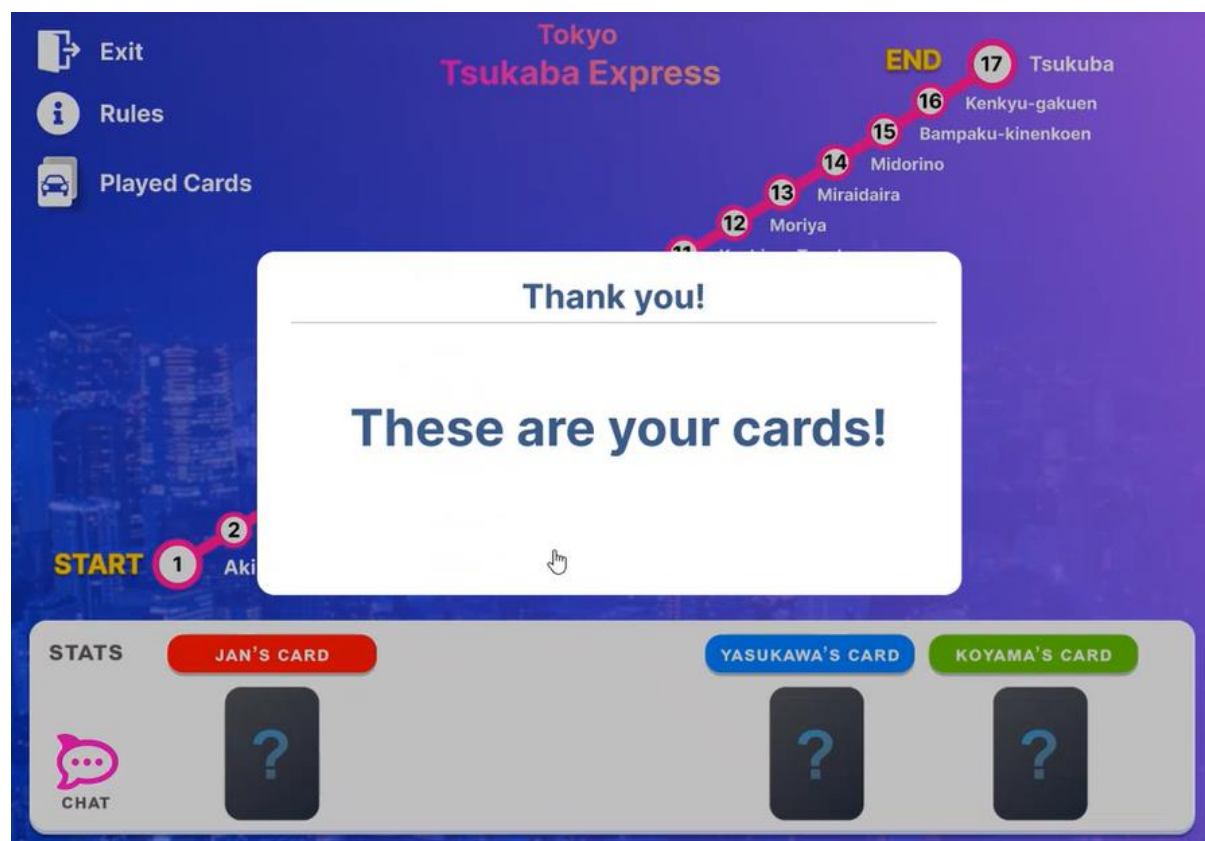 Exit
Rules
Played Cards
Tokyo
Tsukaba Express
END
17 Tsukuba
16 Kenkyu-gakuen
15 Bampaku-kinenkoen
14 Midorino
13 Miraidaira
12 Moriya
11
Thank you!
These are your cards!
2
START 1 Aki
STATS
JAN'S CARD
YASUKAWA'S CARD
KOYAMA'S CARD
? ? ?
CHAT